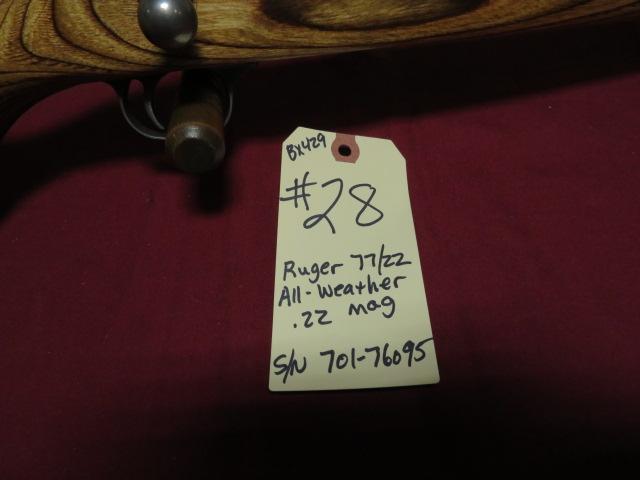 BX429
#28
Ruger 77/22
All-Weather
.22 mag
S/N 701-76095